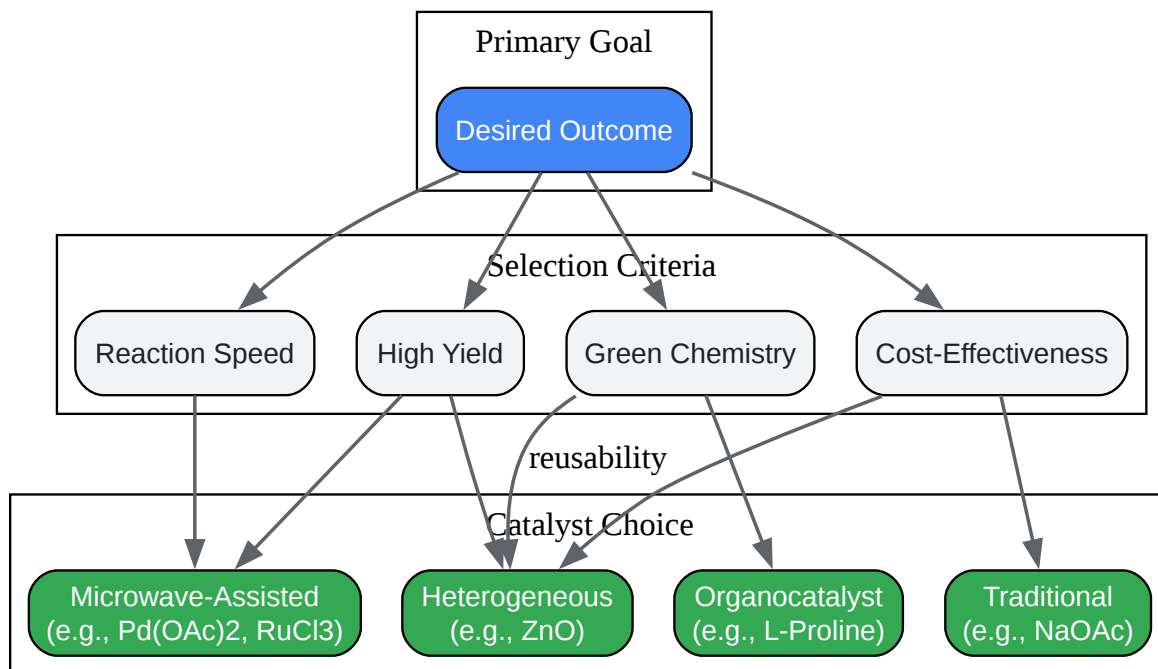 Primary Goal
Desired Outcome
Selection Criteria
Reaction Speed
High Yield
Green Chemistry
Cost-Effectiveness
reusability
Catalyst Choice
Microwave-Assisted
(e.g., Pd(OAc)2, RuCl3)
Heterogeneous
(e.g., ZnO)
Organocatalyst
(e.g., L-Proline)
Traditional
(e.g., NaOAc)